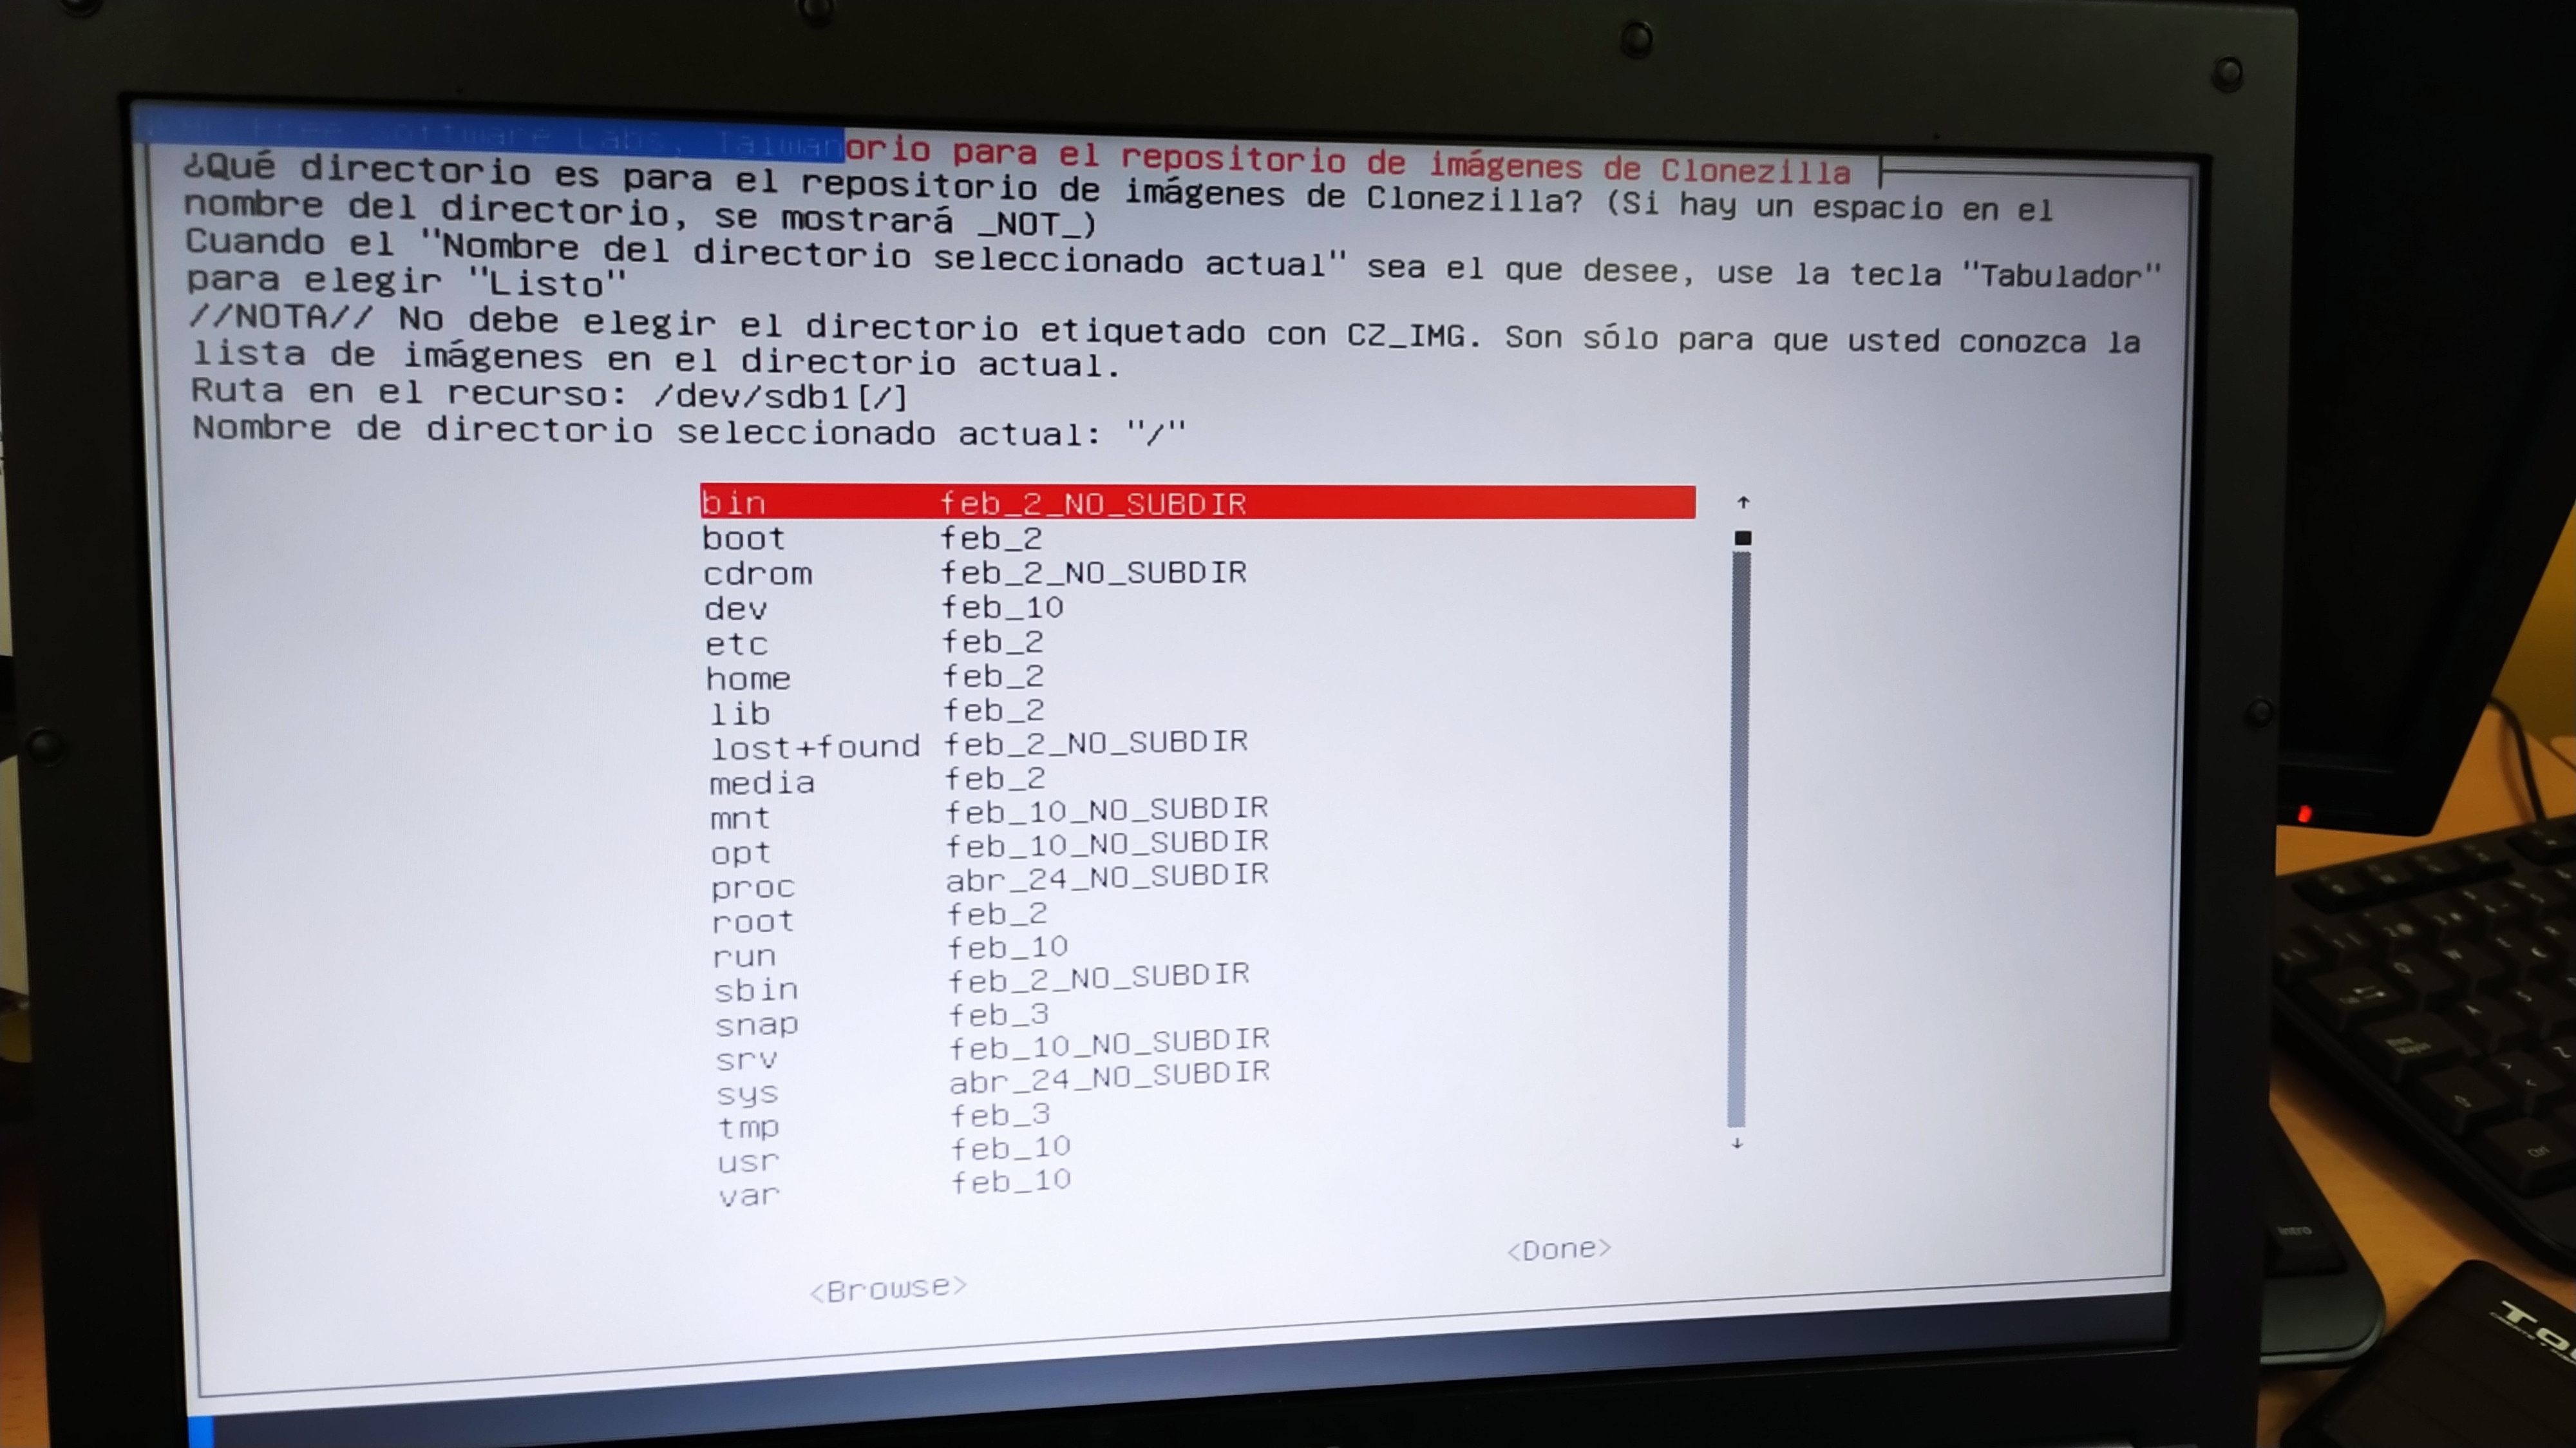 Free Software Labs, Taiwan
orio para el repositorio de imágenes de Clonezilla
¿Qué directorio es para el repositorio de imágenes de Clonezilla? (Si hay un espacio en el
nombre del directorio, se mostrará _NOT_)
Cuando el "Nombre del directorio seleccionado actual" sea el que desee, use la tecla "Tabulador"
para elegir "Listo"
//NOTA// No debe elegir el directorio etiquetado con CZ_IMG. Son sólo para que usted conozca la
lista de imágenes en el directorio actual.
Ruta en el recurso: /dev/sdb1[/]
Nombre de directorio seleccionado actual: "/"
bin feb_2_NO_SUBDIR
boot feb_2
cdrom feb_2_NO_SUBDIR
dev feb_10
etc feb_2
home feb_2
lib feb_2
lost+found feb_2_NO_SUBDIR
media feb_2
mnt feb_10_NO_SUBDIR
opt feb_10_NO_SUBDIR
proc abr_24_NO_SUBDIR
root feb_2
run feb_10
sbin feb_2_NO_SUBDIR
snap feb_3
srv feb_10_NO_SUBDIR
sys abr_24_NO_SUBDIR
tmp feb_3
usr feb_10
var feb_10
<Browse> <Done>
Intro
Ctrl